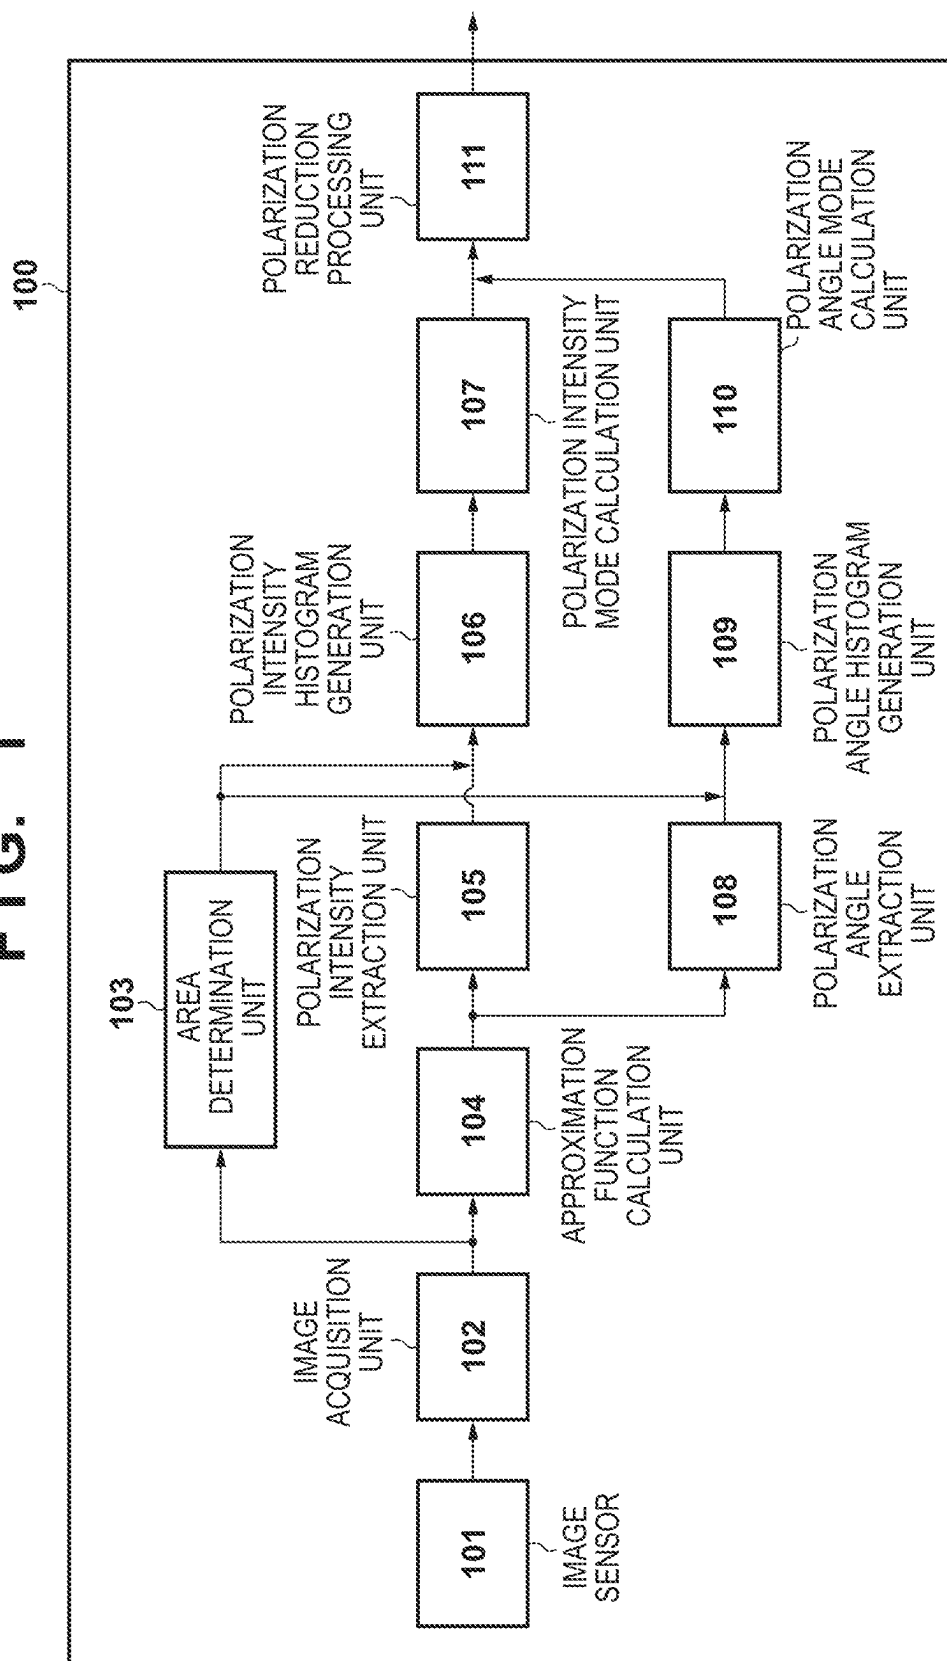 FIG. 1
100
103
AREA
DETERMINATION
UNIT
IMAGE
ACQUISITION
UNIT
POLARIZATION
INTENSITY
EXTRACTION UNIT
POLARIZATION
INTENSITY
HISTOGRAM
GENERATION
UNIT
POLARIZATION
REDUCTION
PROCESSING
UNIT
101
102
104
105
106
107
111
IMAGE
SENSOR
APPROXIMATION
FUNCTION
CALCULATION
UNIT
POLARIZATION INTENSITY
MODE CALCULATION UNIT
108
109
110
POLARIZATION
ANGLE
EXTRACTION
UNIT
POLARIZATION
ANGLE HISTOGRAM
GENERATION
UNIT
POLARIZATION
ANGLE MODE
CALCULATION
UNIT